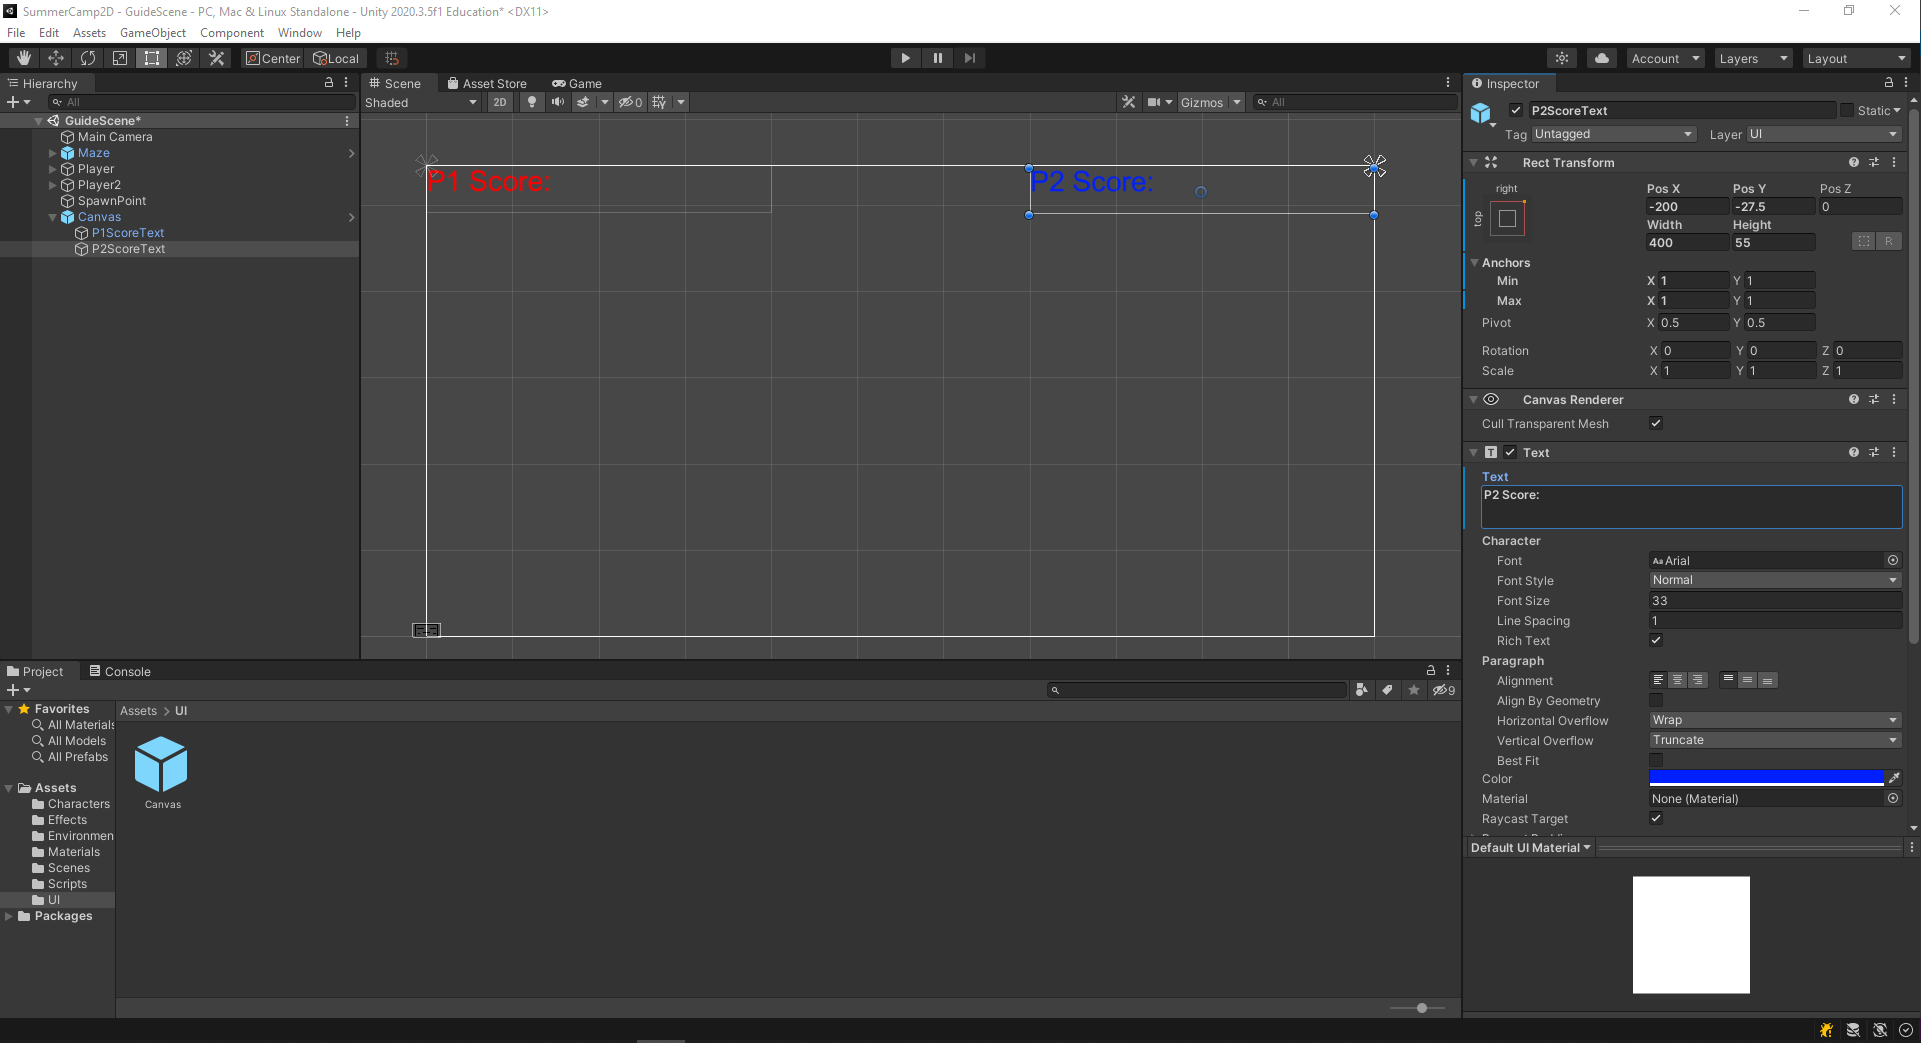 SummerCamp2D - GuideScene - PC, Mac & Linux Standalone - Unity 2020.3.5f1 Education* <DX11>
File Edit Assets GameObject Component Window Help
Center Local Account Layers Layout
Hierarchy
All
GuideScene*
Main Camera
Maze
Player
Player2
SpawnPoint
Canvas
P1ScoreText
P2ScoreText
Scene Asset Store Game
Shaded 2D 0 Gizmos All
P1 Score: P2 Score:
Inspector
P2ScoreText Static
Tag Untagged Layer UI
Rect Transform
right
top
Pos X Pos Y Pos Z
-200 -27.5 0
Width Height
400 55 R
Anchors
Min X 1 Y 1
Max X 1 Y 1
Pivot X 0.5 Y 0.5
Rotation X 0 Y 0 Z 0
Scale X 1 Y 1 Z 1
Canvas Renderer
Cull Transparent Mesh
T Text
Text
P2 Score:
Character
Font Aa Arial
Font Style Normal
Font Size 33
Line Spacing 1
Rich Text
Paragraph
Alignment
Align By Geometry
Horizontal Overflow Wrap
Vertical Overflow Truncate
Best Fit
Color
Material None (Material)
Raycast Target
Default UI Material
Project Console
9
Favorites
All Materials
All Models
All Prefabs
Assets
Characters
Effects
Environmen
Materials
Scenes
Scripts
UI
Packages
Assets > UI
Canvas